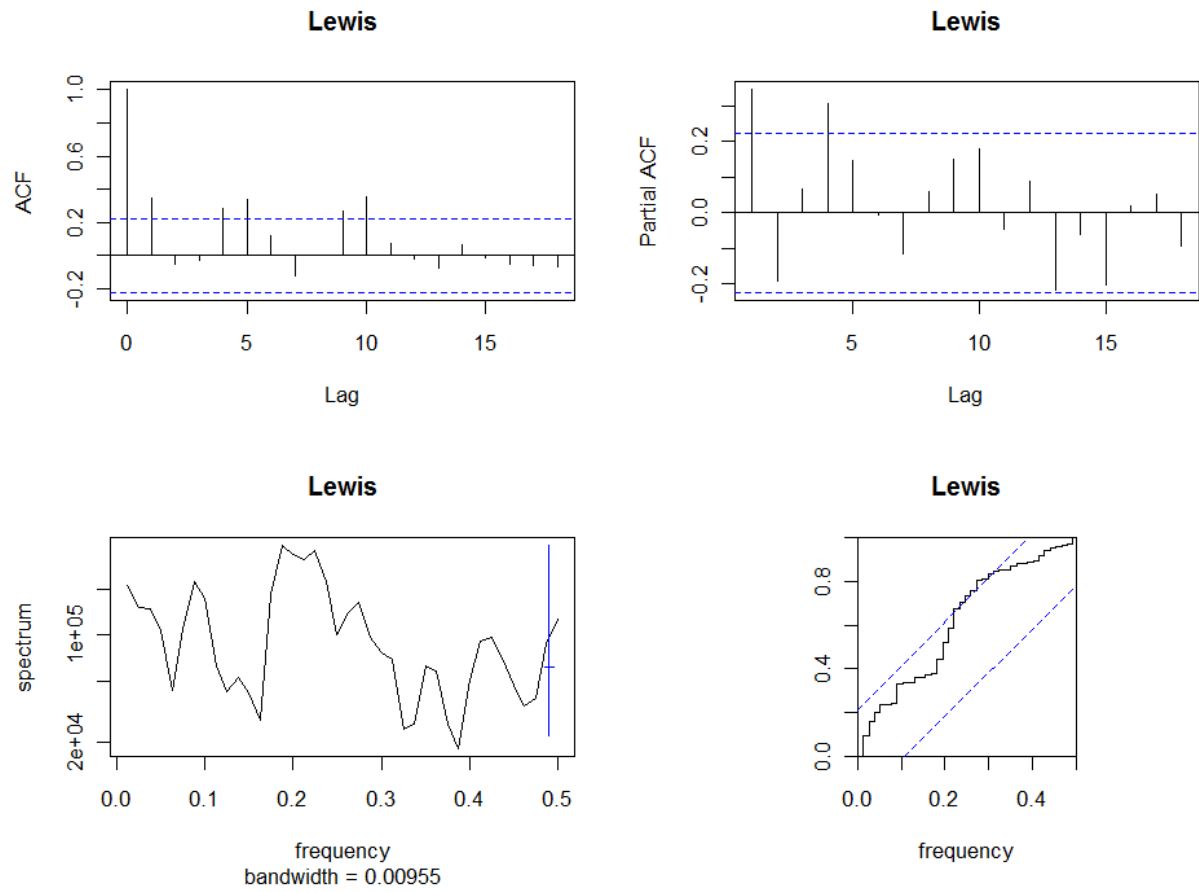 Lewis
ACF
1.0
0.6
0.2
-0.2
0 5 10 15
Lag
Lewis
Partial ACF
0.2
0.0
-0.2
5 10 15
Lag
Lewis
spectrum
1e+05
2e+04
0.0 0.1 0.2 0.3 0.4 0.5
frequency
bandwidth = 0.00955
Lewis
0.8
0.4
0.0
0.0 0.2 0.4
frequency